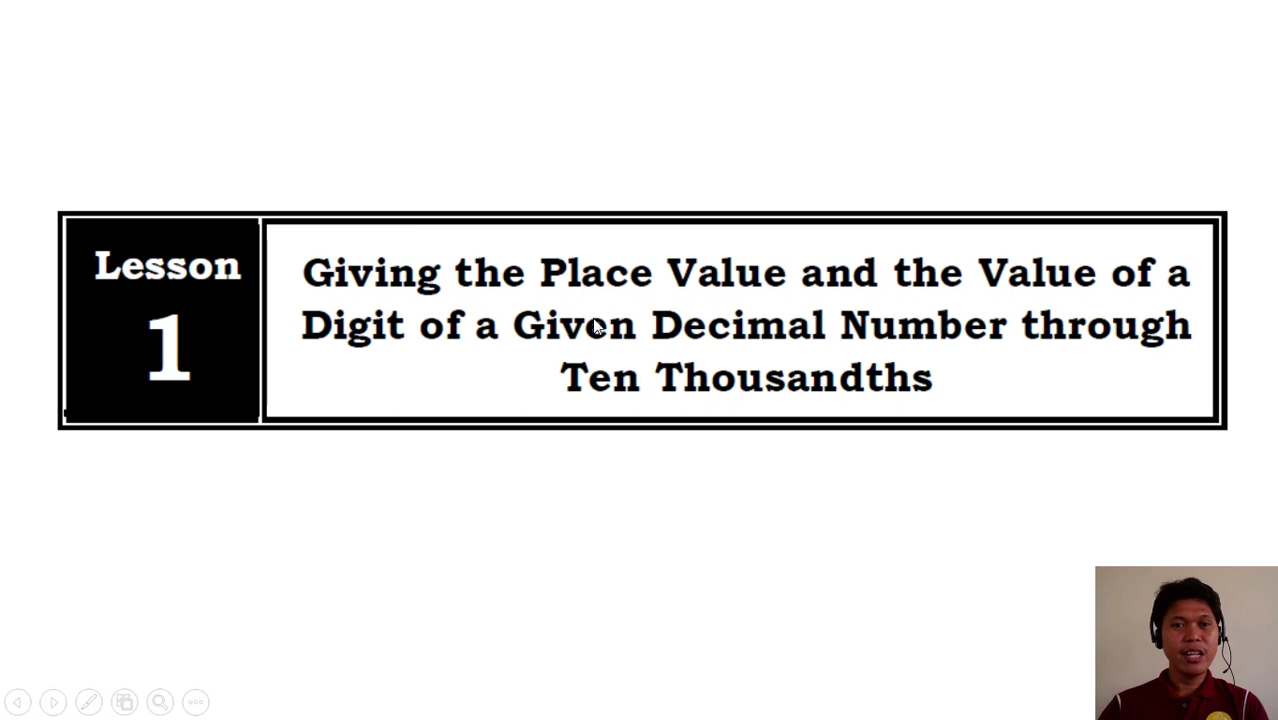 Lesson
1
Giving the Place Value and the Value of a
Digit of a Given Decimal Number through
Ten Thousandths